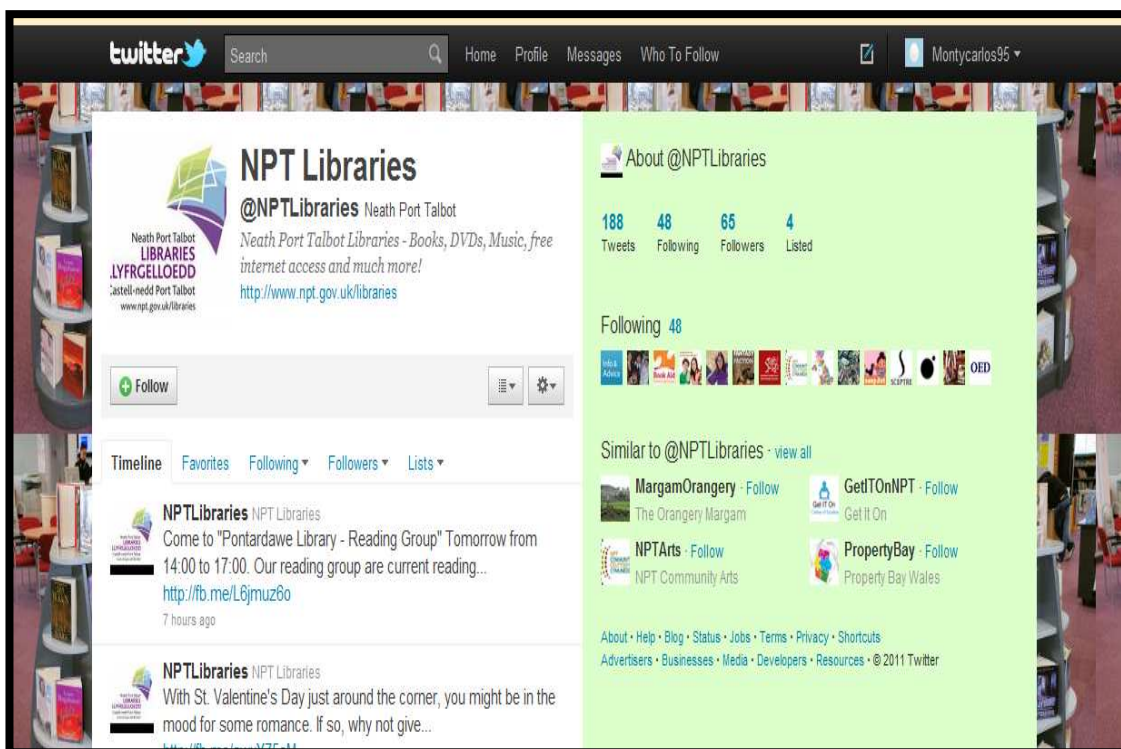 twitter
Search
Home Profile Messages Who To Follow
Montycarlos95
NPT Libraries
@NPTLibraries Neath Port Talbot
Neath Port Talbot Libraries - Books, DVDs, Music, free
internet access and much more!
http://www.npt.gov.uk/libraries
Neath Port Talbot
LIBRARIES
LLYFRGELLOEDD
Castell-nedd Port Talbot
www.npt.gov.uk/libraries
Follow
Timeline Favorites Following Followers Lists
NPTLibraries NPT Libraries
Come to "Pontardawe Library - Reading Group" Tomorrow from
14:00 to 17:00. Our reading group are current reading...
http://fb.me/L6jmuz6o
7 hours ago
NPTLibraries NPT Libraries
With St. Valentine's Day just around the corner, you might be in the
mood for some romance. If so, why not give...
About @NPTLibraries
188 48 65 4
Tweets Following Followers Listed
Following 48
Info &
Advice
Book Aid
SCEPTRE
OED
Similar to @NPTLibraries · view all
MargamOrangery · Follow
The Orangery Margam
GetITOnNPT · Follow
Get It On
Get IT On
NPTArts · Follow
NPT Community Arts
PropertyBay · Follow
Property Bay Wales
About · Help · Blog · Status · Jobs · Terms · Privacy · Shortcuts
Advertisers · Businesses · Media · Developers · Resources · © 2011 Twitter